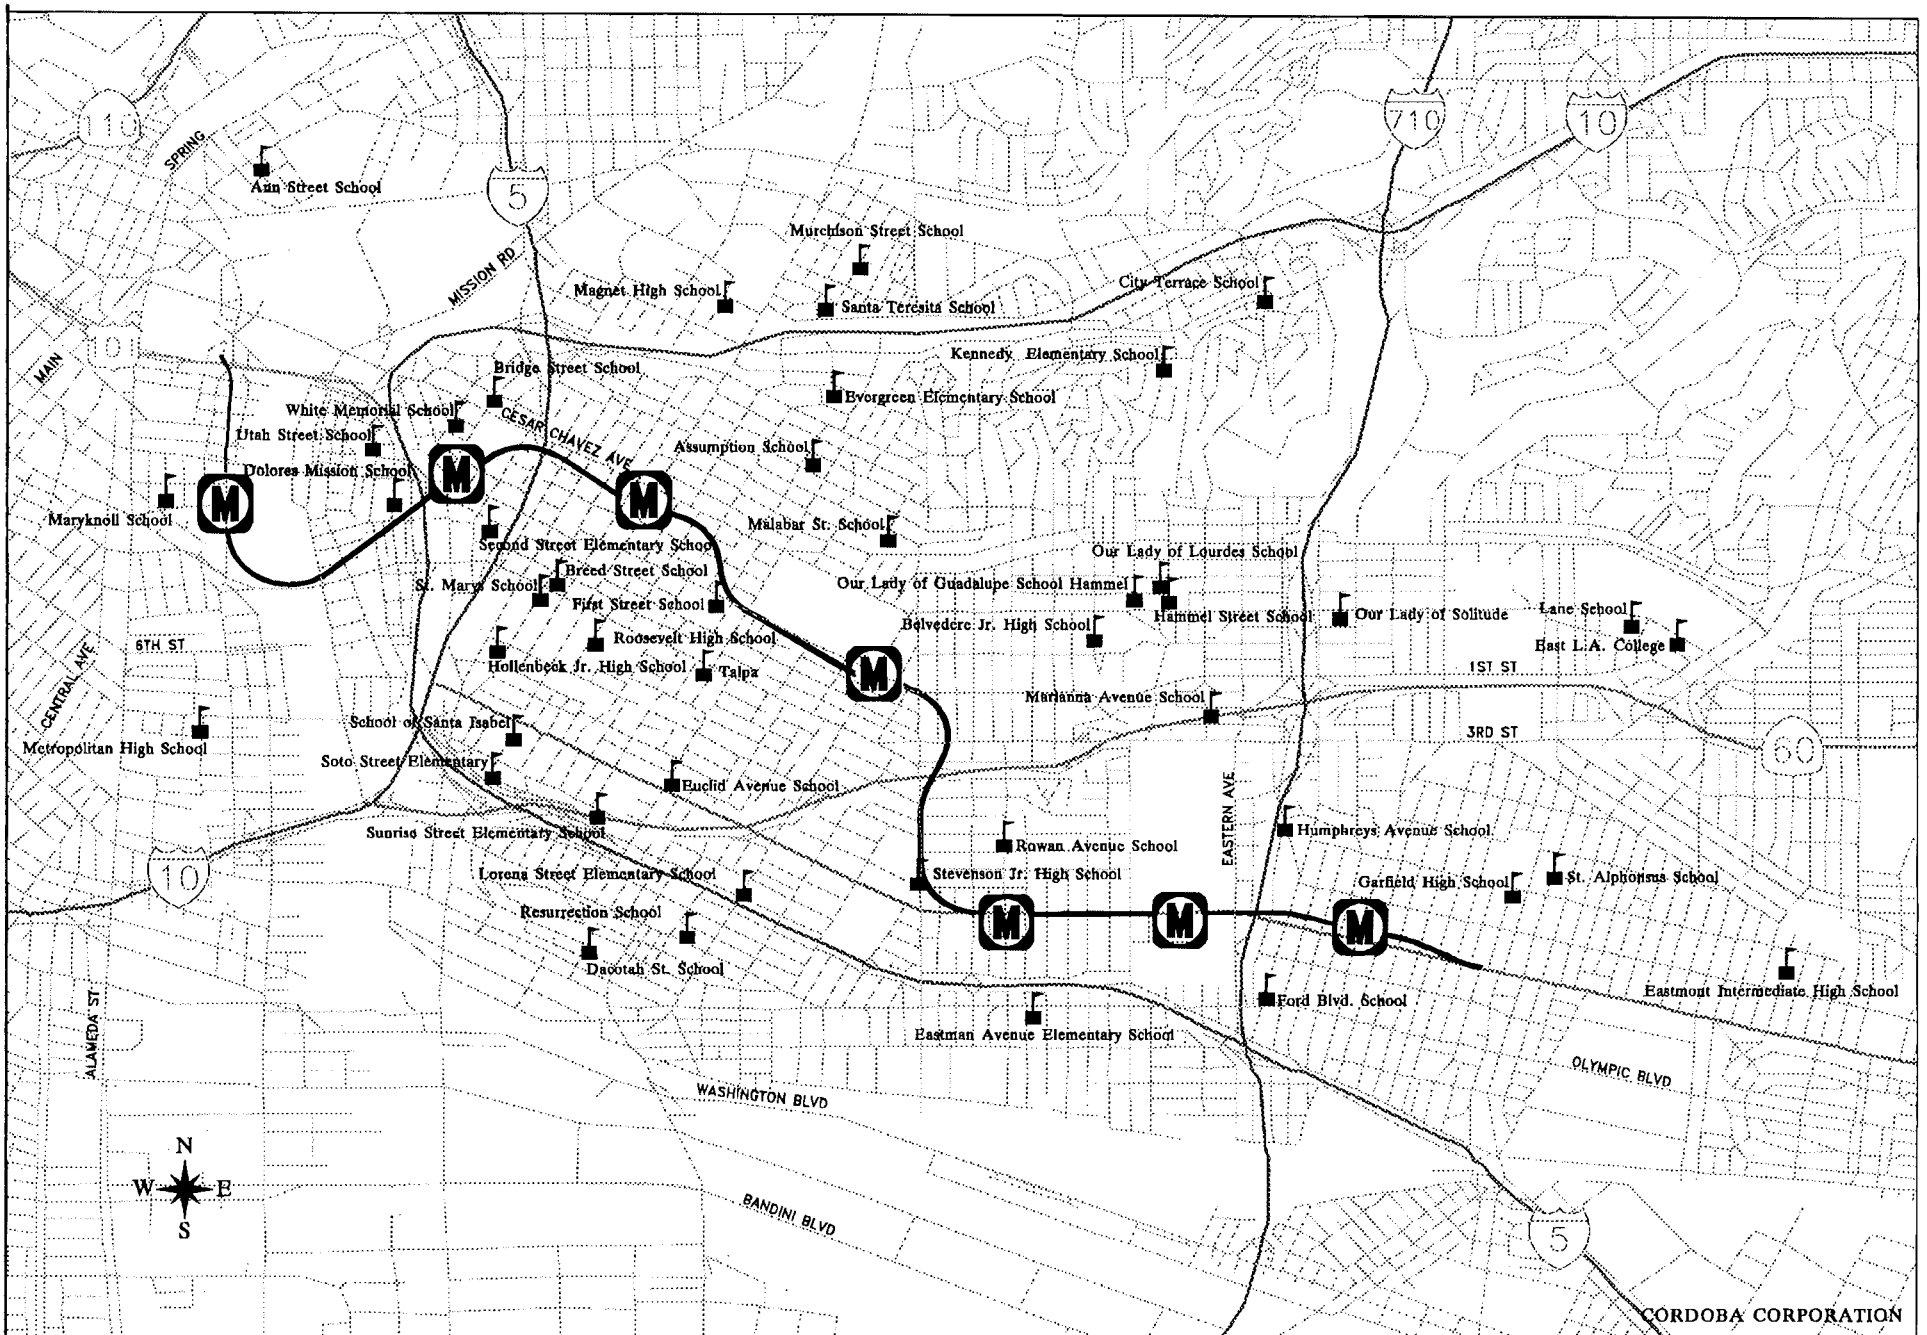 110
710
10
SPRING
Ann Street School
5
Murchison Street School
MISSION RD
Magnet High School
Santa Teresita School
City Terrace School
MAIN
101
Kennedy Elementary School
Bridge Street School
Evorgreen Elementary School
White Memorial School
CESAR CHAVEZ AVE
Utah Street School
Assumption School
Dolores Mission School
M
M
M
Maryknoll School
Malabar St. School
Second Street Elementary School
Our Lady of Lourdes School
Breed Street School
St. Marys School
Our Lady of Guadalupe School Hammel
First Street School
Hammel Street School
Our Lady of Solitude
Lane School
Belvedere Jr. High School
Roosevelt High School
6TH ST
East L.A. College
Hollenbeck Jr. High School
Talpa
M
1ST ST
CENTRAL AVE
Marianna Avenue School
School of Santa Isabel
3RD ST
Metropolitan High School
60
Soto Street Elementary
Euclid Avenue School
EASTERN AVE
Sunrise Street Elementary School
Humphreys Avenue School
Rowan Avenue School
10
Lorena Street Elementary School
Stevenson Jr. High School
Garfield High School
St. Alphonsus School
Resurrection School
M
M
M
Dacotah St. School
Eastmont Intermediate High School
Ford Blvd. School
ALAMEDA ST
Eastman Avenue Elementary School
OLYMPIC BLVD
WASHINGTON BLVD
N
W E
S
BANDINI BLVD
5
CORDOBA CORPORATION